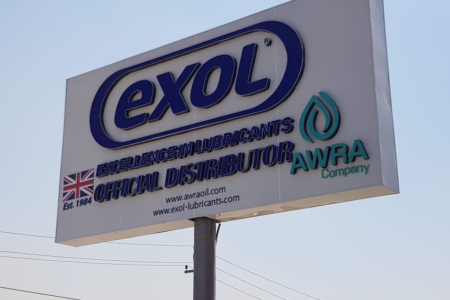 exol®
EXCELLENCE IN LUBRICANTS
OFFICIAL DISTRIBUTOR
Est. 1984
AWRA
Company
www.awraoil.com
www.exol-lubricants.com